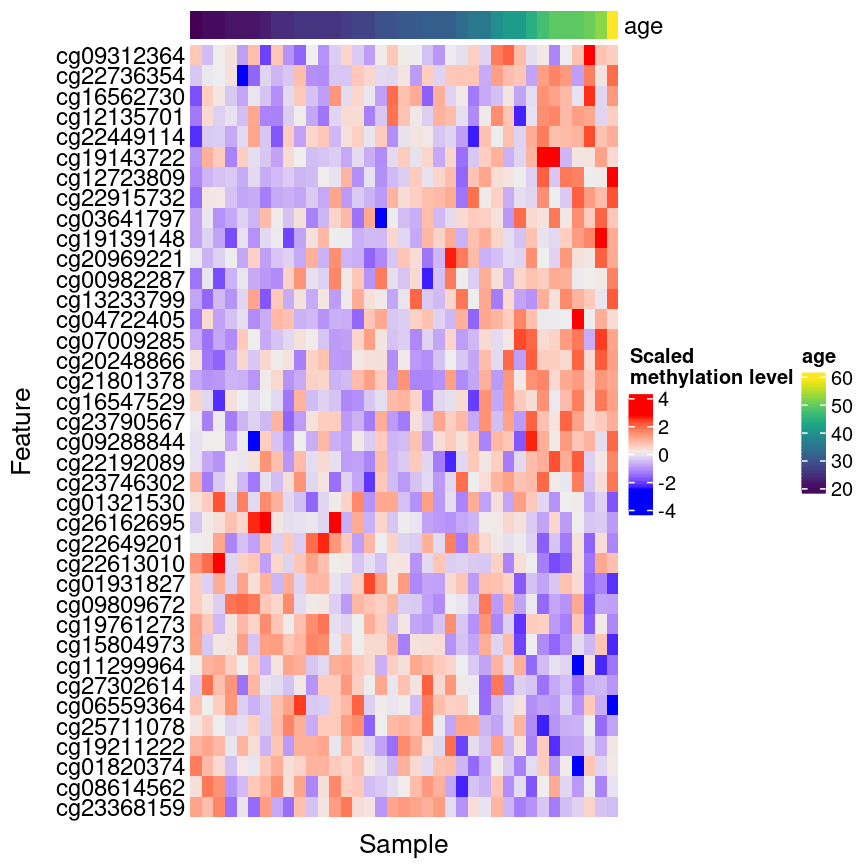 age
cg09312364
cg22736354
cg16562730
cg12135701
cg22449114
cg19143722
cg12723809
cg22915732
cg03641797
cg19139148
cg20969221
cg00982287
cg13233799
cg04722405
cg07009285
cg20248866
cg21801378
cg16547529
cg23790567
cg09288844
cg22192089
cg23746302
cg01321530
cg26162695
cg22649201
cg22613010
cg01931827
cg09809672
cg19761273
cg15804973
cg11299964
cg27302614
cg06559364
cg25711078
cg19211222
cg01820374
cg08614562
cg23368159
Feature
Sample
Scaled
methylation level
4
2
0
-2
-4
age
60
50
40
30
20